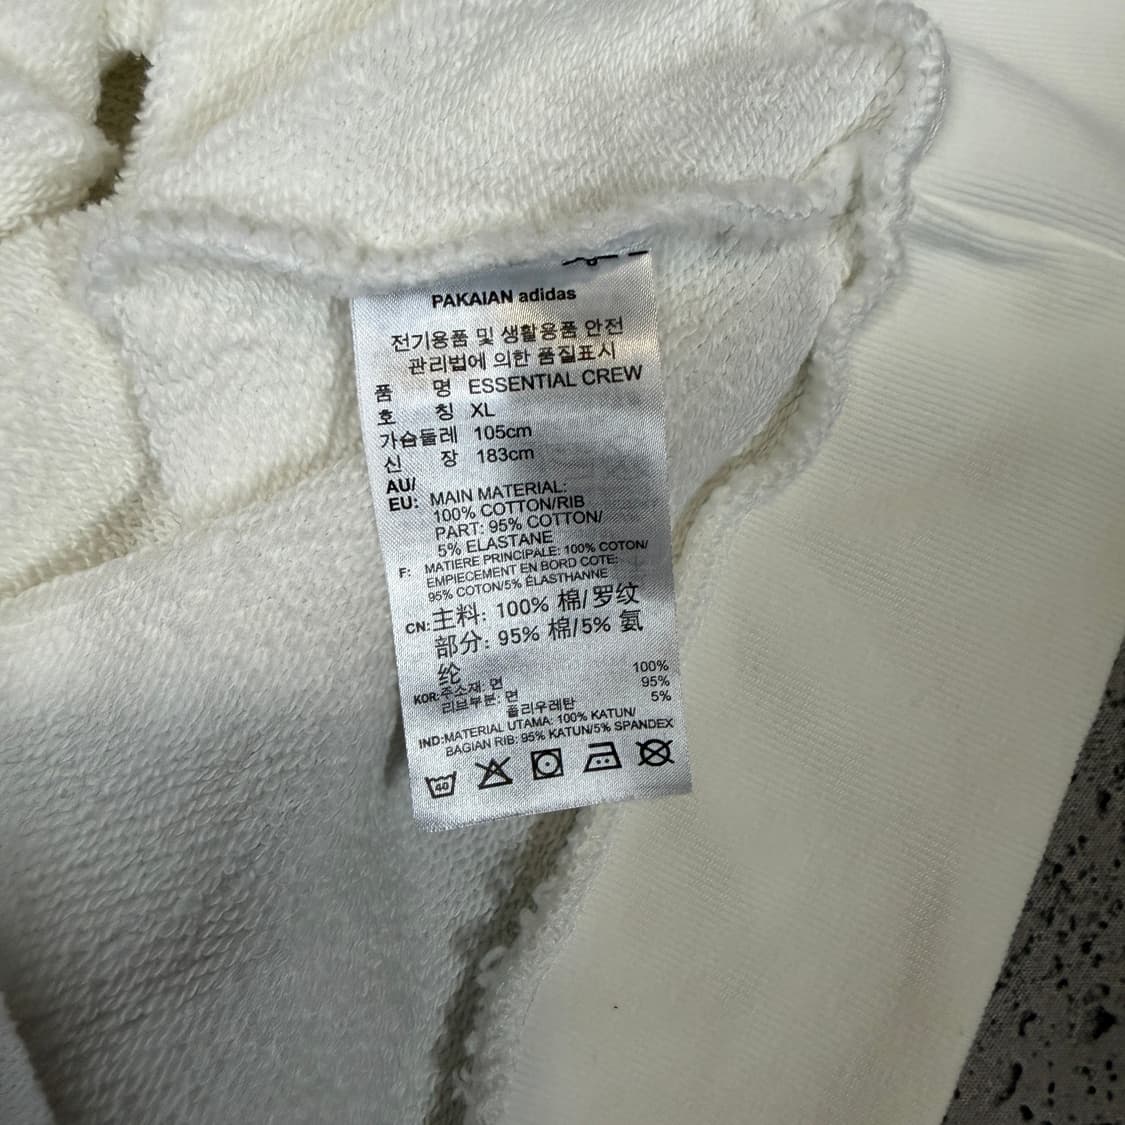 PAKAIAN adidas
전기용품 및 생활용품 안전
관리법에 의한 품질표시
품 명 ESSENTIAL CREW
호 칭 XL
가슴둘레 105cm
신 장 183cm
AU/
EU: MAIN MATERIAL:
100% COTTON/RIB
PART: 95% COTTON/
5% ELASTANE
F: MATIERE PRINCIPALE: 100% COTON/
EMPIECEMENT EN BORD COTE:
95% COTON/5% ÉLASTHANNE
CN: 主料: 100% 棉/罗纹
部分: 95% 棉/5% 氨
纶
KOR: 주소재: 면 100%
리브부분: 면 95%
폴리우레탄 5%
IND: MATERIAL UTAMA: 100% KATUN/
BAGIAN RIB: 95% KATUN/5% SPANDEX
40